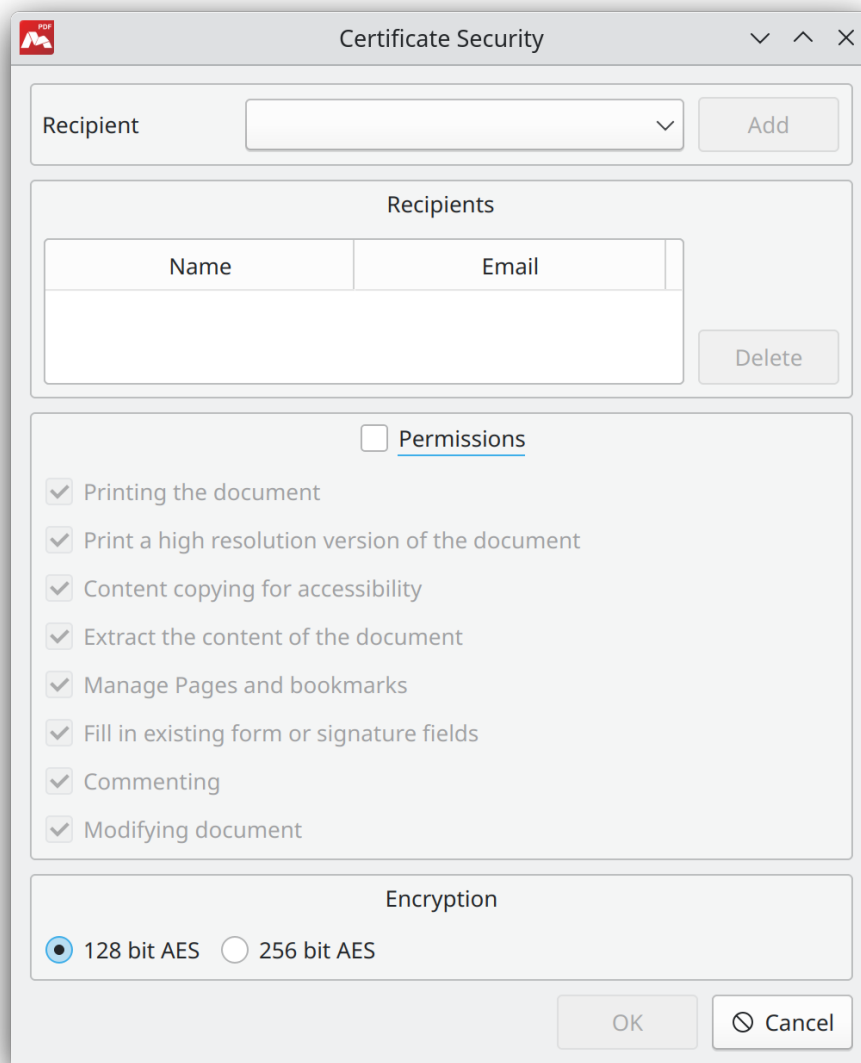 PDF
Certificate Security
Recipient
Add
Recipients
Name Email
Delete
Permissions
Printing the document
Print a high resolution version of the document
Content copying for accessibility
Extract the content of the document
Manage Pages and bookmarks
Fill in existing form or signature fields
Commenting
Modifying document
Encryption
128 bit AES 256 bit AES
OK Cancel